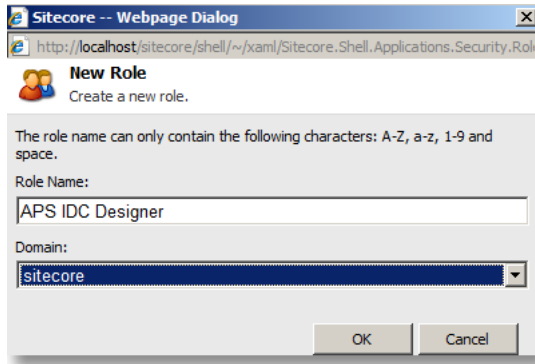 Sitecore -- Webpage Dialog
http://localhost/sitecore/shell/~/xaml/Sitecore.Shell.Applications.Security.Rol
New Role
Create a new role.
The role name can only contain the following characters: A-Z, a-z, 1-9 and
space.
Role Name:
APS IDC Designer
Domain:
sitecore
OK Cancel